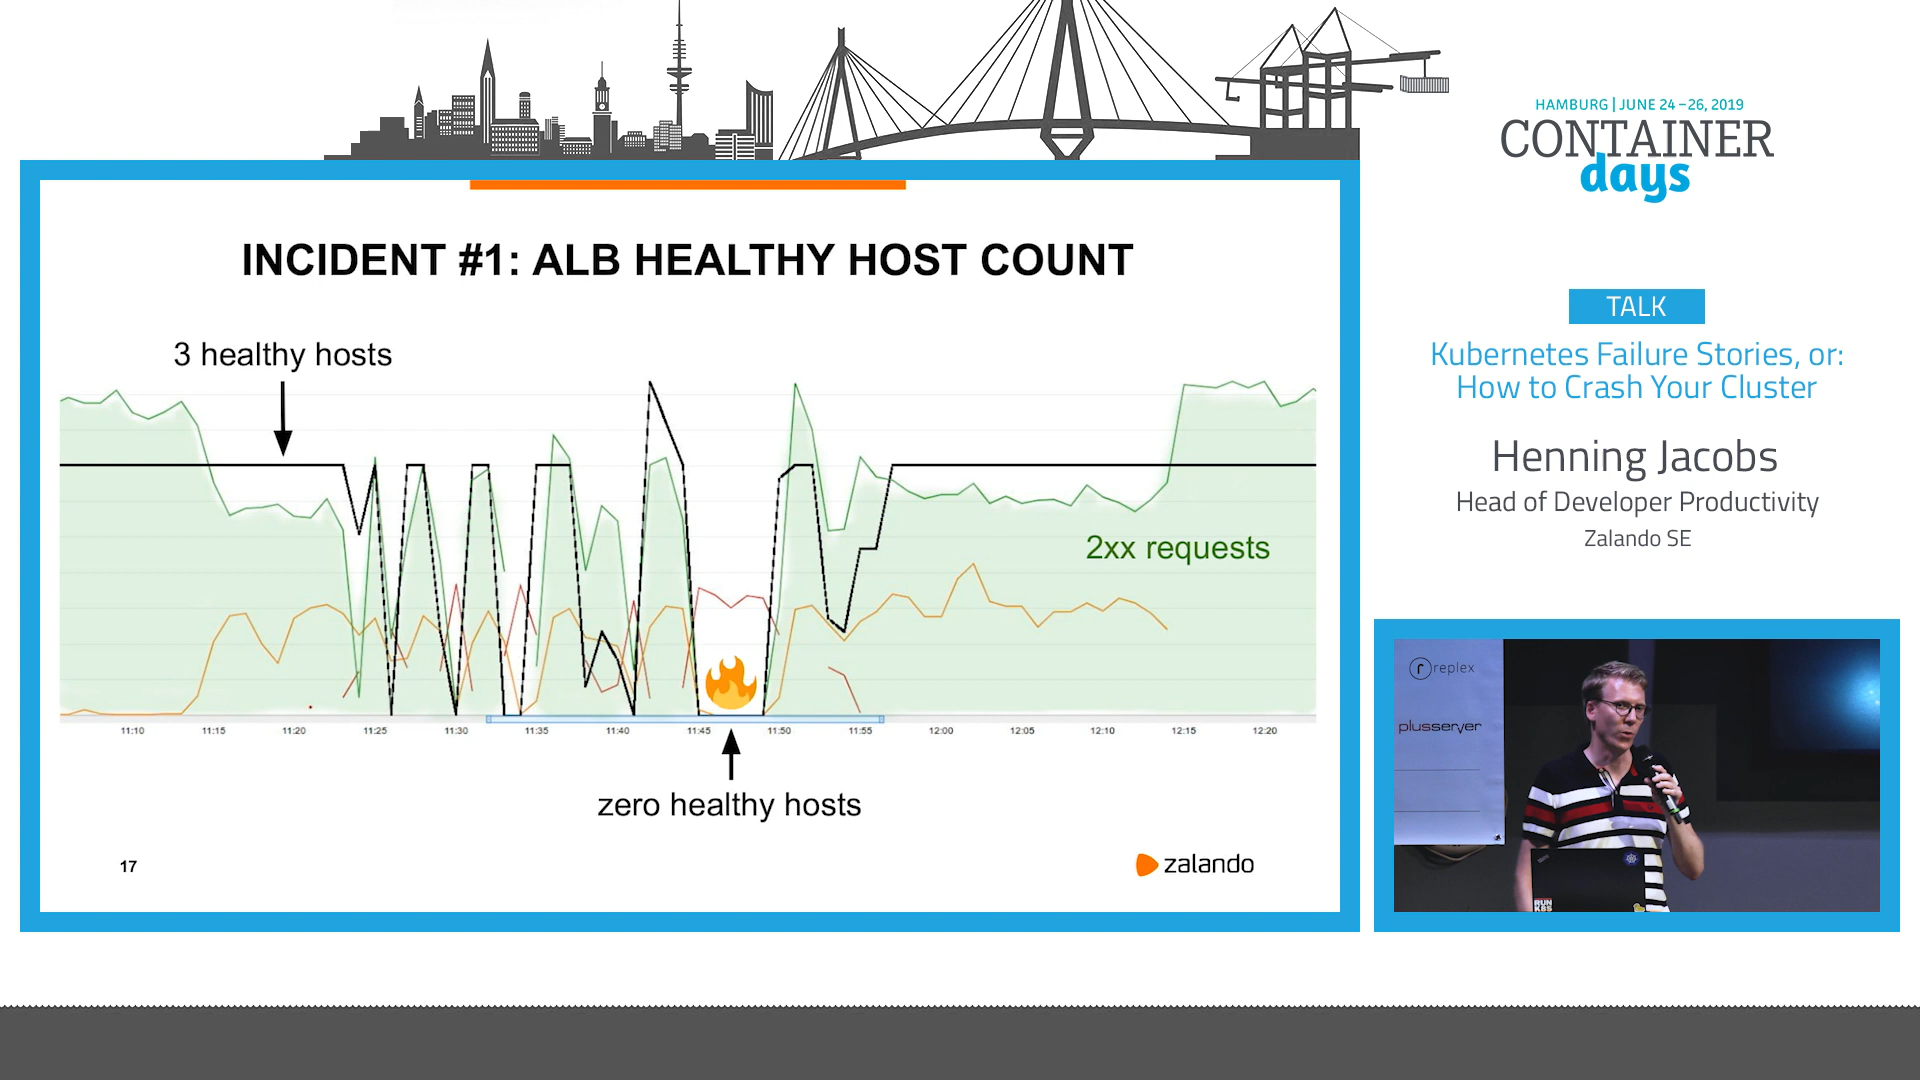 HAMBURG | JUNE 24 – 26, 2019
CONTAINER
days
INCIDENT #1: ALB HEALTHY HOST COUNT
3 healthy hosts
2xx requests
11:10 11:15 11:20 11:25 11:30 11:35 11:40 11:45 11:50 11:55 12:00 12:05 12:10 12:15 12:20
zero healthy hosts
17
zalando
TALK
Kubernetes Failure Stories, or:
How to Crash Your Cluster
Henning Jacobs
Head of Developer Productivity
Zalando SE
replex
plusserver
RUN
K8S